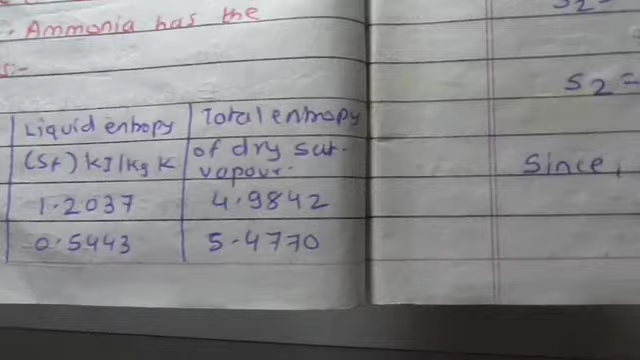 Ammonia has the
s:-
Liquid entropy
(Sf) KJ/Kg K
Total entropy
of dry sat.
vapour.
1.2037 4.9842
0.5443 5.4770
S2=
S2=
Since,